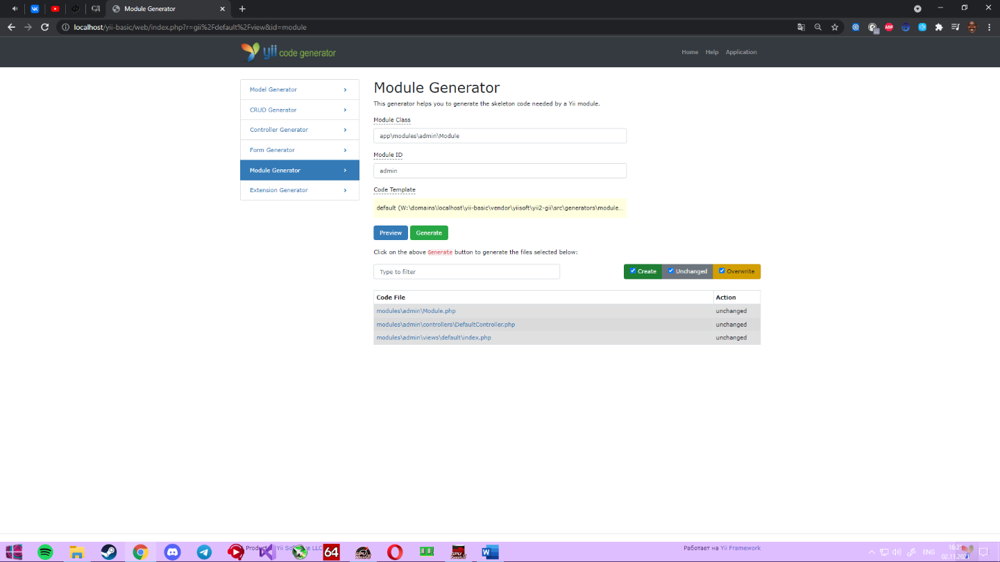 СД
Module Generator
localhost/yii-basic/web/index.php?r=gii%2Fdefault%2Fview&id=module
ABP
yii code generator
Home
Help
Application
Model Generator
CRUD Generator
Controller Generator
Form Generator
Module Generator
Extension Generator
Module Generator
This generator helps you to generate the skeleton code needed by a Yii module.
Module Class
app\modules\admin\Module
Module ID
admin
Code Template
default (W:\domains\localhost\yii-basic\vendor\yiisoft\yii2-gii\src\generators\module...
Preview
Generate
Click on the above Generate button to generate the files selected below:
Type to filter
Create
Unchanged
Overwrite
Code File
Action
modules\admin\Module.php
unchanged
modules\admin\controllers\DefaultController.php
unchanged
modules\admin\views\default\index.php
unchanged
Product
Yii
LLC
Работает на Yii Framework
64
ENG
02.11.2021